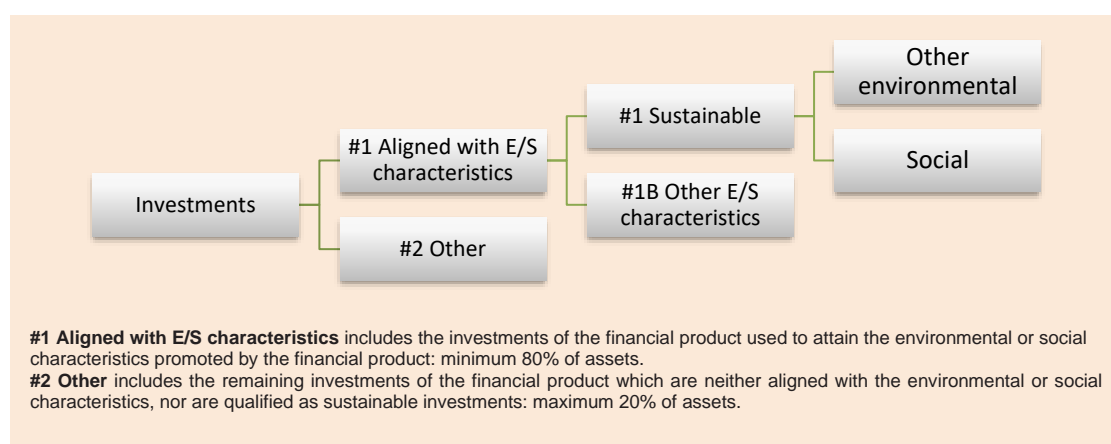 Other
environmental
#1 Sustainable
#1 Aligned with E/S
characteristics
Social
#1B Other E/S
characteristics
Investments
#2 Other
#1 Aligned with E/S characteristics includes the investments of the financial product used to attain the environmental or social
characteristics promoted by the financial product: minimum 80% of assets.
#2 Other includes the remaining investments of the financial product which are neither aligned with the environmental or social
characteristics, nor are qualified as sustainable investments: maximum 20% of assets.